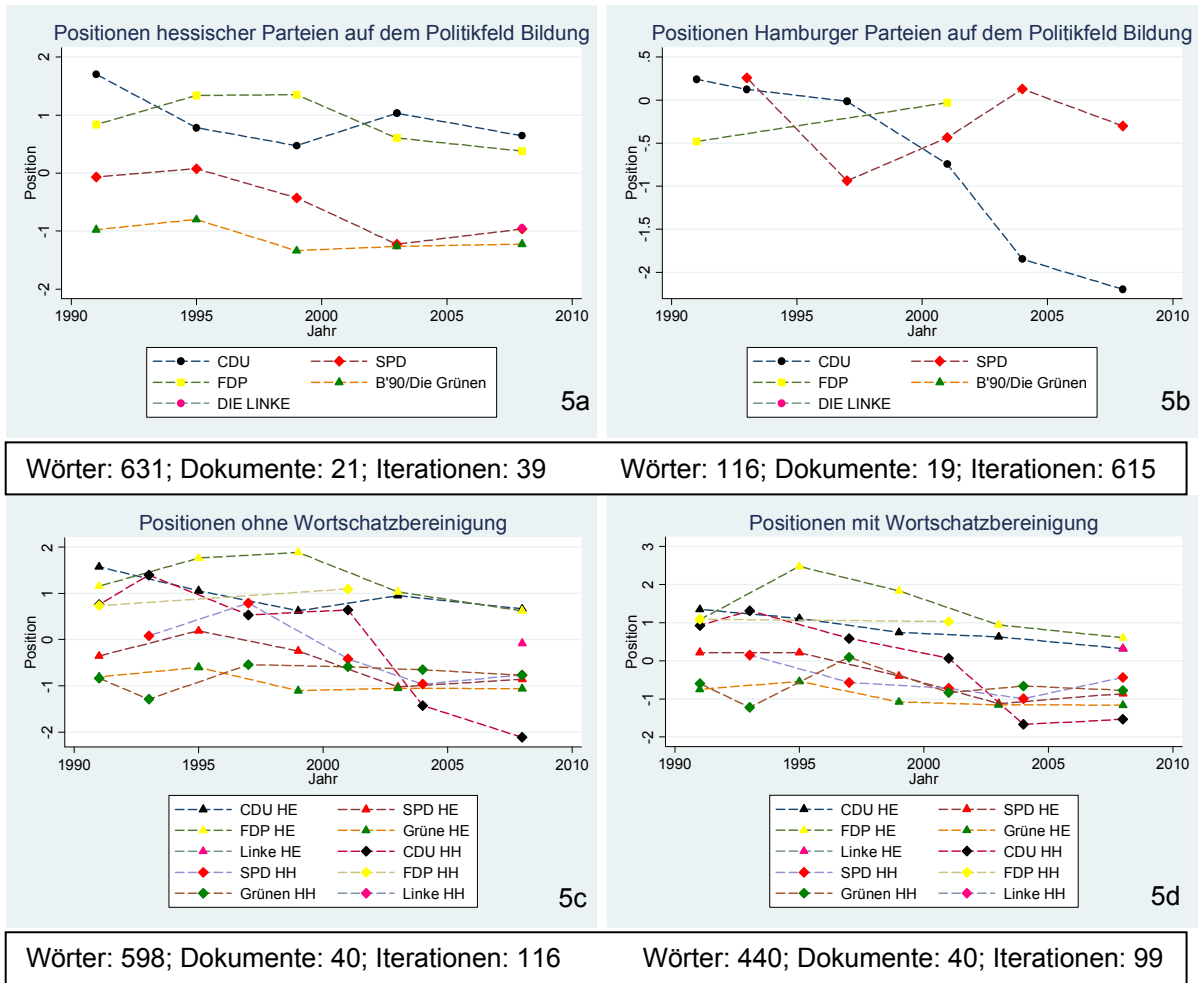 Positionen hessischer Parteien auf dem Politikfeld Bildung
Position
2
1
0
-1
-2
1990 1995 2000 2005 2010
Jahr
CDU SPD
FDP B'90/Die Grünen
DIE LINKE
5a
Positionen Hamburger Parteien auf dem Politikfeld Bildung
Position
.5
0
-.5
-1
-1.5
-2
1990 1995 2000 2005 2010
Jahr
CDU SPD
FDP B'90/Die Grünen
DIE LINKE
5b
Wörter: 631; Dokumente: 21; Iterationen: 39 Wörter: 116; Dokumente: 19; Iterationen: 615
Positionen ohne Wortschatzbereinigung
Position
2
1
0
-1
-2
1990 1995 2000 2005 2010
Jahr
CDU HE SPD HE
FDP HE Grüne HE
Linke HE CDU HH
SPD HH FDP HH
Grünen HH Linke HH
5c
Positionen mit Wortschatzbereinigung
Position
3
2
1
0
-1
-2
1990 1995 2000 2005 2010
Jahr
CDU HE SPD HE
FDP HE Grüne HE
Linke HE CDU HH
SPD HH FDP HH
Grünen HH Linke HH
5d
Wörter: 598; Dokumente: 40; Iterationen: 116 Wörter: 440; Dokumente: 40; Iterationen: 99